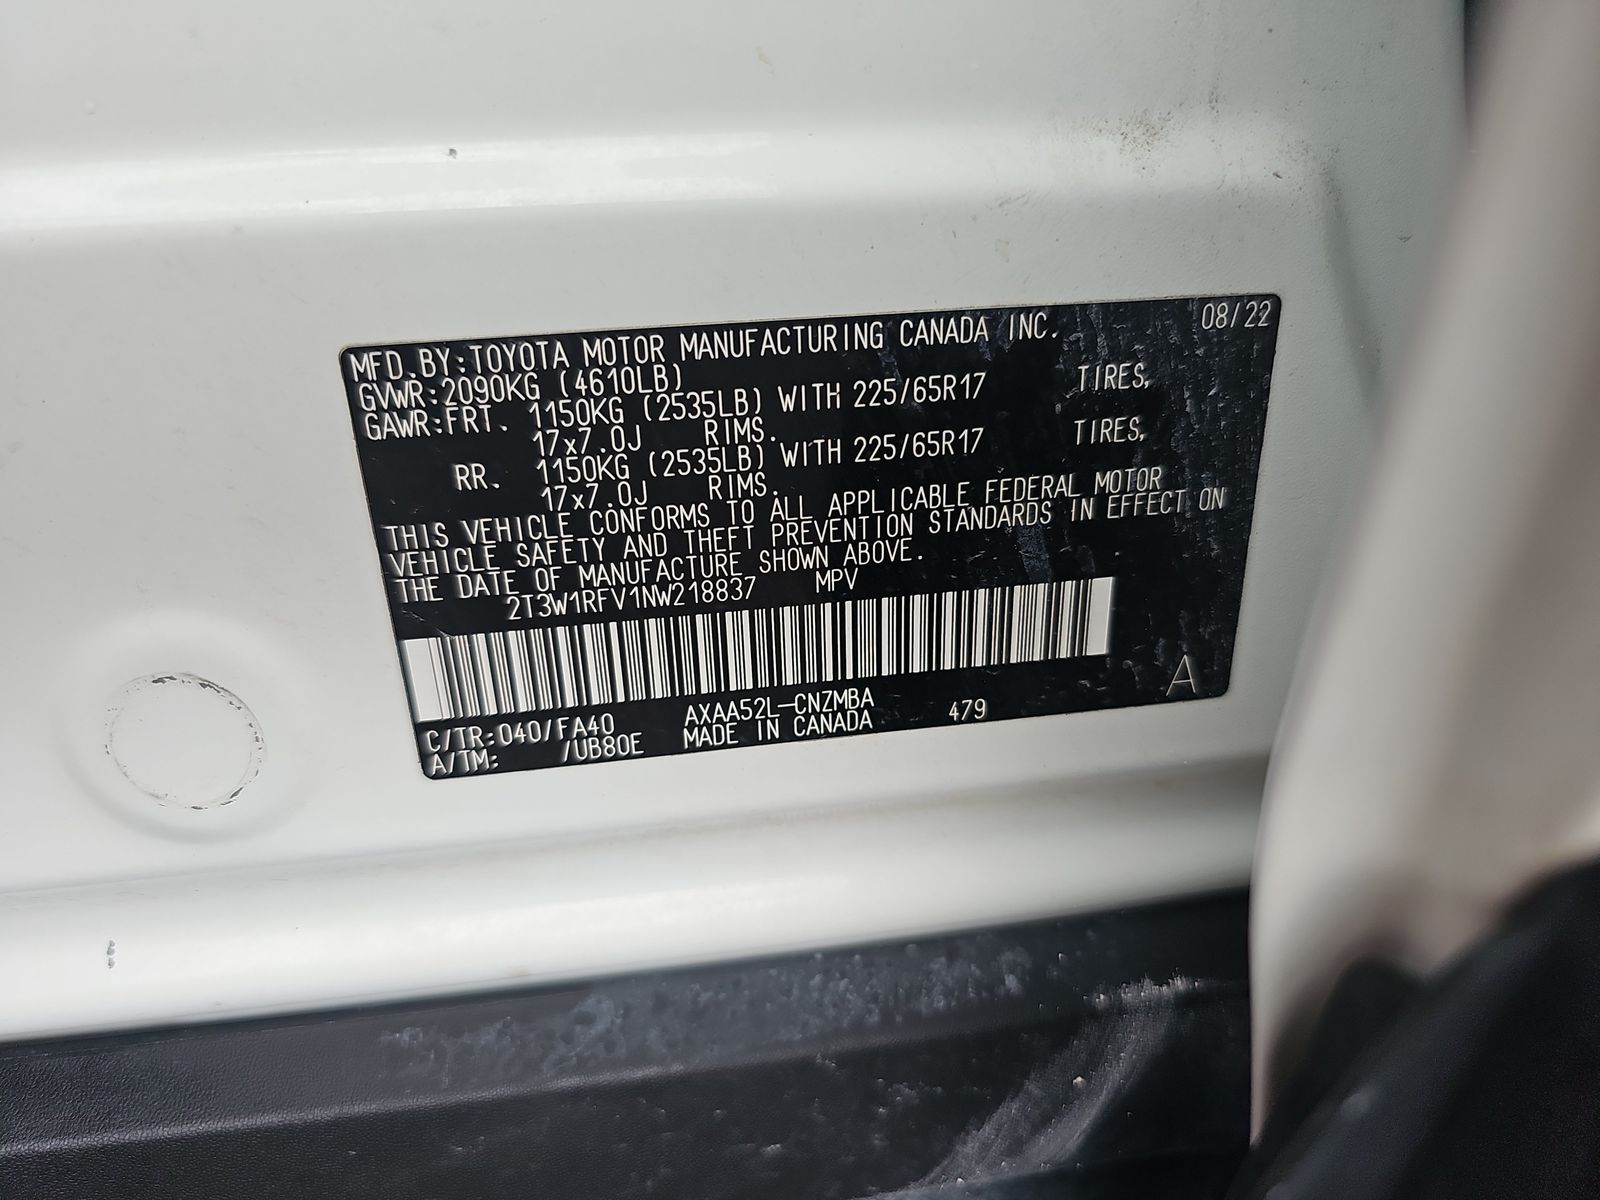 MFD. BY: TOYOTA MOTOR MANUFACTURING CANADA INC. 08/22
GVWR: 2090KG (4610LB)
GAWR: FRT. 1150KG (2535LB) WITH 225/65R17 TIRES,
17x7.0J RIMS.
RR. 1150KG (2535LB) WITH 225/65R17 TIRES,
17x7.0J RIMS.
THIS VEHICLE CONFORMS TO ALL APPLICABLE FEDERAL MOTOR
VEHICLE SAFETY AND THEFT PREVENTION STANDARDS IN EFFECT ON
THE DATE OF MANUFACTURE SHOWN ABOVE.
2T3W1RFV1NW218837 MPV
A
C/TR: 040/FA40 AXAA52L-CNZMBA 479
A/TM: /UB80E MADE IN CANADA